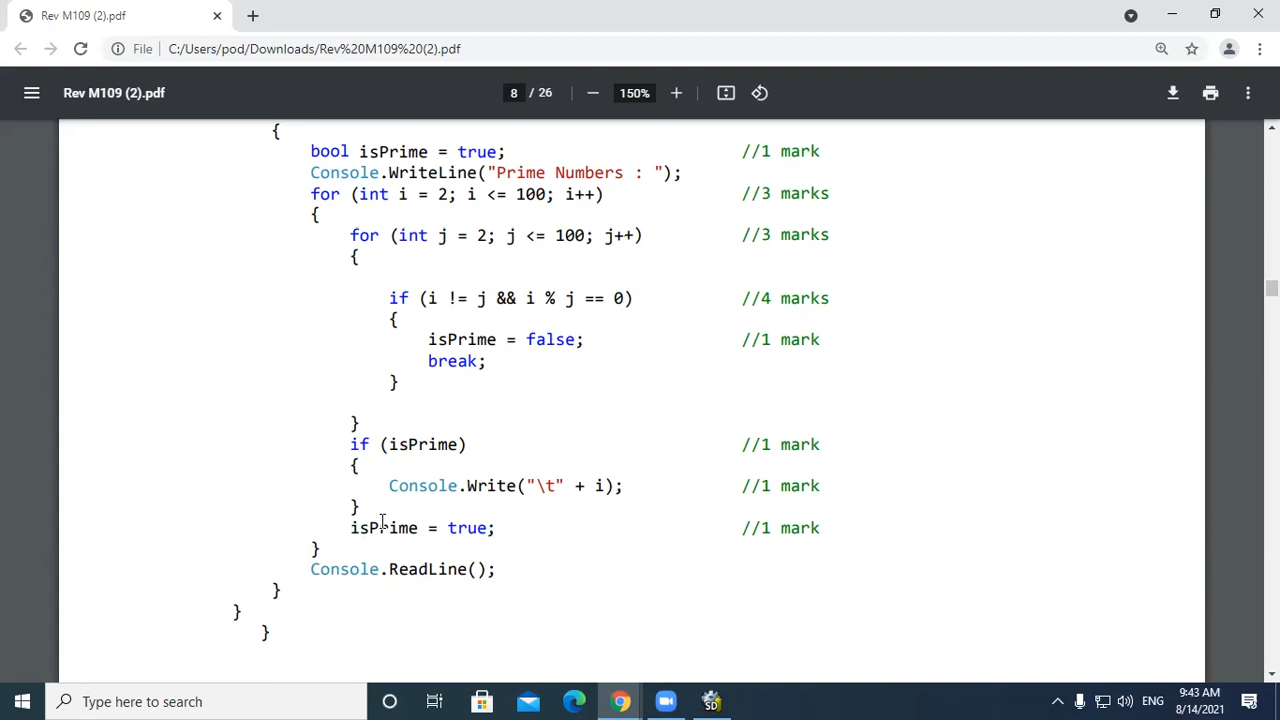 Rev M109 (2).pdf
File C:/Users/pod/Downloads/Rev%20M109%20(2).pdf
Rev M109 (2).pdf 8 / 26 150%
{
bool isPrime = true; //1 mark
Console.WriteLine("Prime Numbers : ");
for (int i = 2; i <= 100; i++) //3 marks
{
for (int j = 2; j <= 100; j++) //3 marks
{
if (i != j && i % j == 0) //4 marks
{
isPrime = false; //1 mark
break;
}
}
if (isPrime) //1 mark
{
Console.Write("\t" + i); //1 mark
}
isPrime = true; //1 mark
}
Console.ReadLine();
}
}
}
Type here to search SD ENG 9:43 AM
8/14/2021